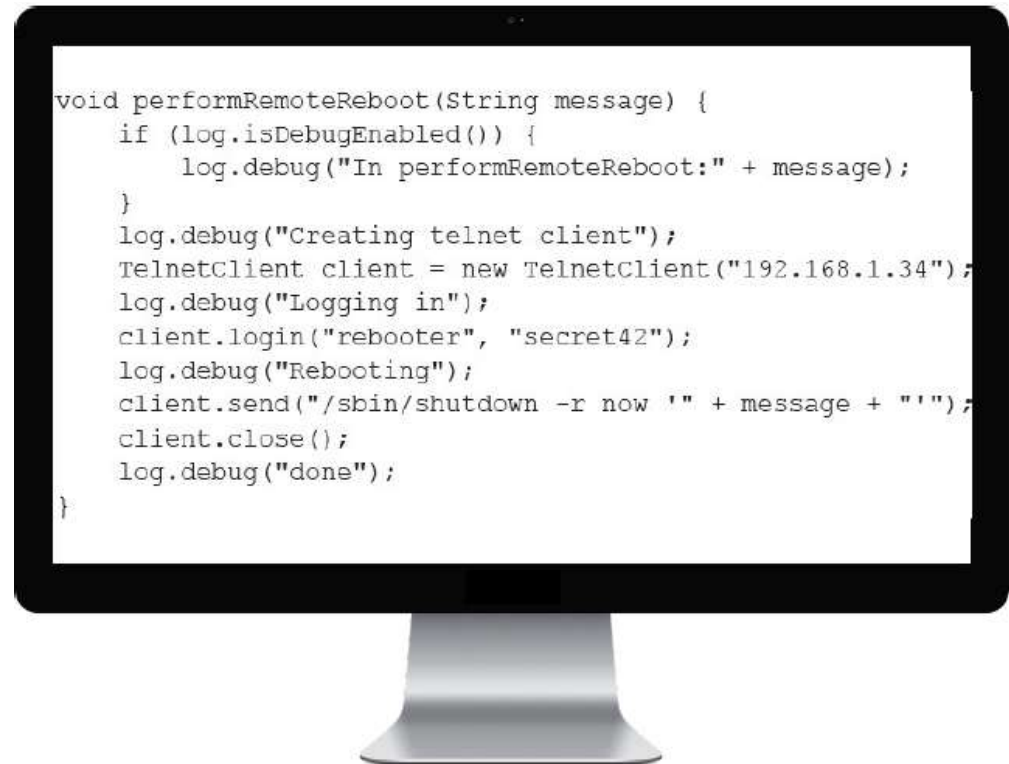 void performRemoteReboot(String message) {
    if (log.isDebugEnabled()) {
        log.debug("In performRemoteReboot:" + message);
    }
    log.debug("Creating telnet client");
    TelnetClient client = new TelnetClient("192.168.1.34");
    log.debug("Logging in");
    client.login("rebooter", "secret42");
    log.debug("Rebooting");
    client.send("/sbin/shutdown -r now '" + message + "'");
    client.close();
    log.debug("done");
}